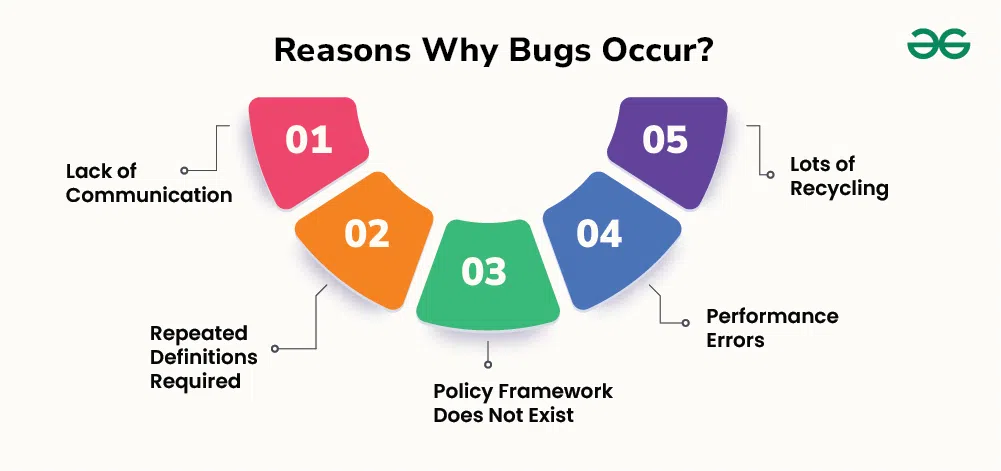 Reasons Why Bugs Occur?
01
Lack of
Communication
02
Repeated
Definitions
Required
03
Policy Framework
Does Not Exist
04
Performance
Errors
05
Lots of
Recycling